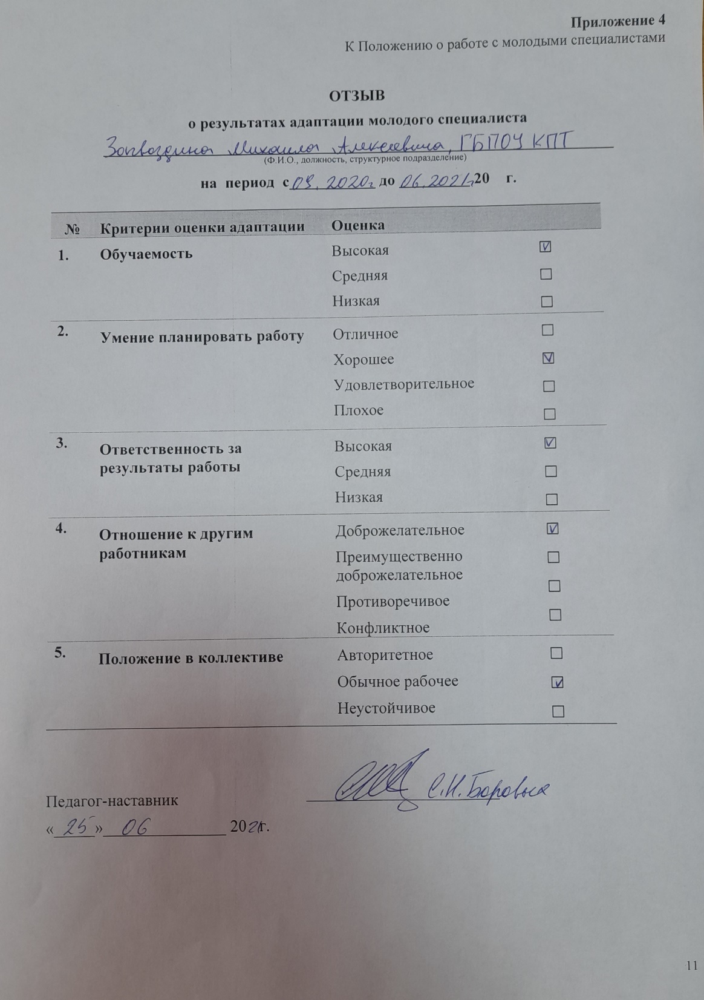 Приложение 4
К Положению о работе с молодыми специалистами
ОТЗЫВ
о результатах адаптации молодого специалиста
Михаила Алексеевича, ГБПОУ КПТ
(Ф.И.О., должность, структурное подразделение)
на период с 09. 2020г до 06.2021г 20 г.
№ Критерии оценки адаптации Оценка
1. Обучаемость Высокая
Средняя
Низкая
2. Умение планировать работу Отличное
Хорошее
Удовлетворительное
Плохое
3. Ответственность за результаты работы Высокая
Средняя
Низкая
4. Отношение к другим работникам Доброжелательное
Преимущественно
доброжелательное
Противоречивое
Конфликтное
5. Положение в коллективе Авторитетное
Обычное рабочее
Неустойчивое
Педагог-наставник С.Н. Боровых
«25» 06 2021г.
11